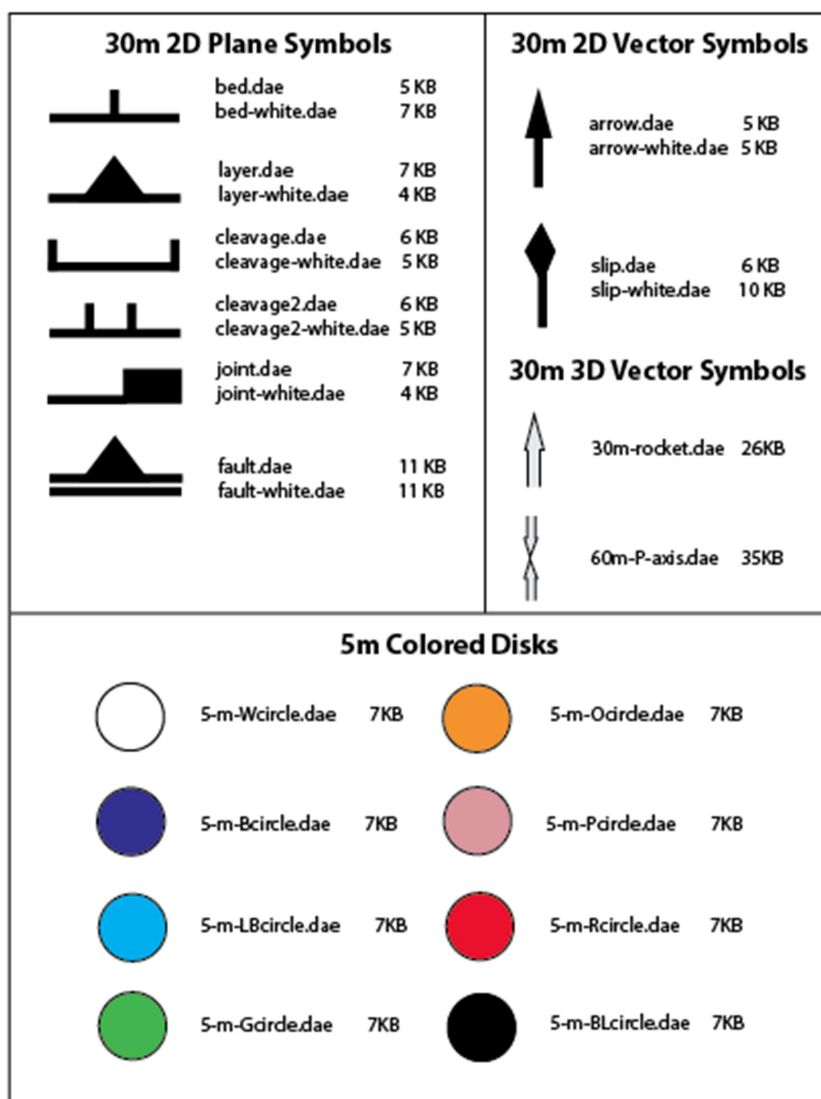 30m 2D Plane Symbols
bed.dae 5 KB
bed-white.dae 7 KB
layer.dae 7 KB
layer-white.dae 4 KB
cleavage.dae 6 KB
cleavage-white.dae 5 KB
cleavage2.dae 6 KB
cleavage2-white.dae 5 KB
joint.dae 7 KB
joint-white.dae 4 KB
fault.dae 11 KB
fault-white.dae 11 KB
30m 2D Vector Symbols
arrow.dae 5 KB
arrow-white.dae 5 KB
slip.dae 6 KB
slip-white.dae 10 KB
30m 3D Vector Symbols
30m-rocket.dae 26KB
60m-P-axis.dae 35KB
5m Colored Disks
5-m-Wcircle.dae 7KB
5-m-Ocircle.dae 7KB
5-m-Bcircle.dae 7KB
5-m-Pcircle.dae 7KB
5-m-LBcircle.dae 7KB
5-m-Rcircle.dae 7KB
5-m-Gcircle.dae 7KB
5-m-BLcircle.dae 7KB